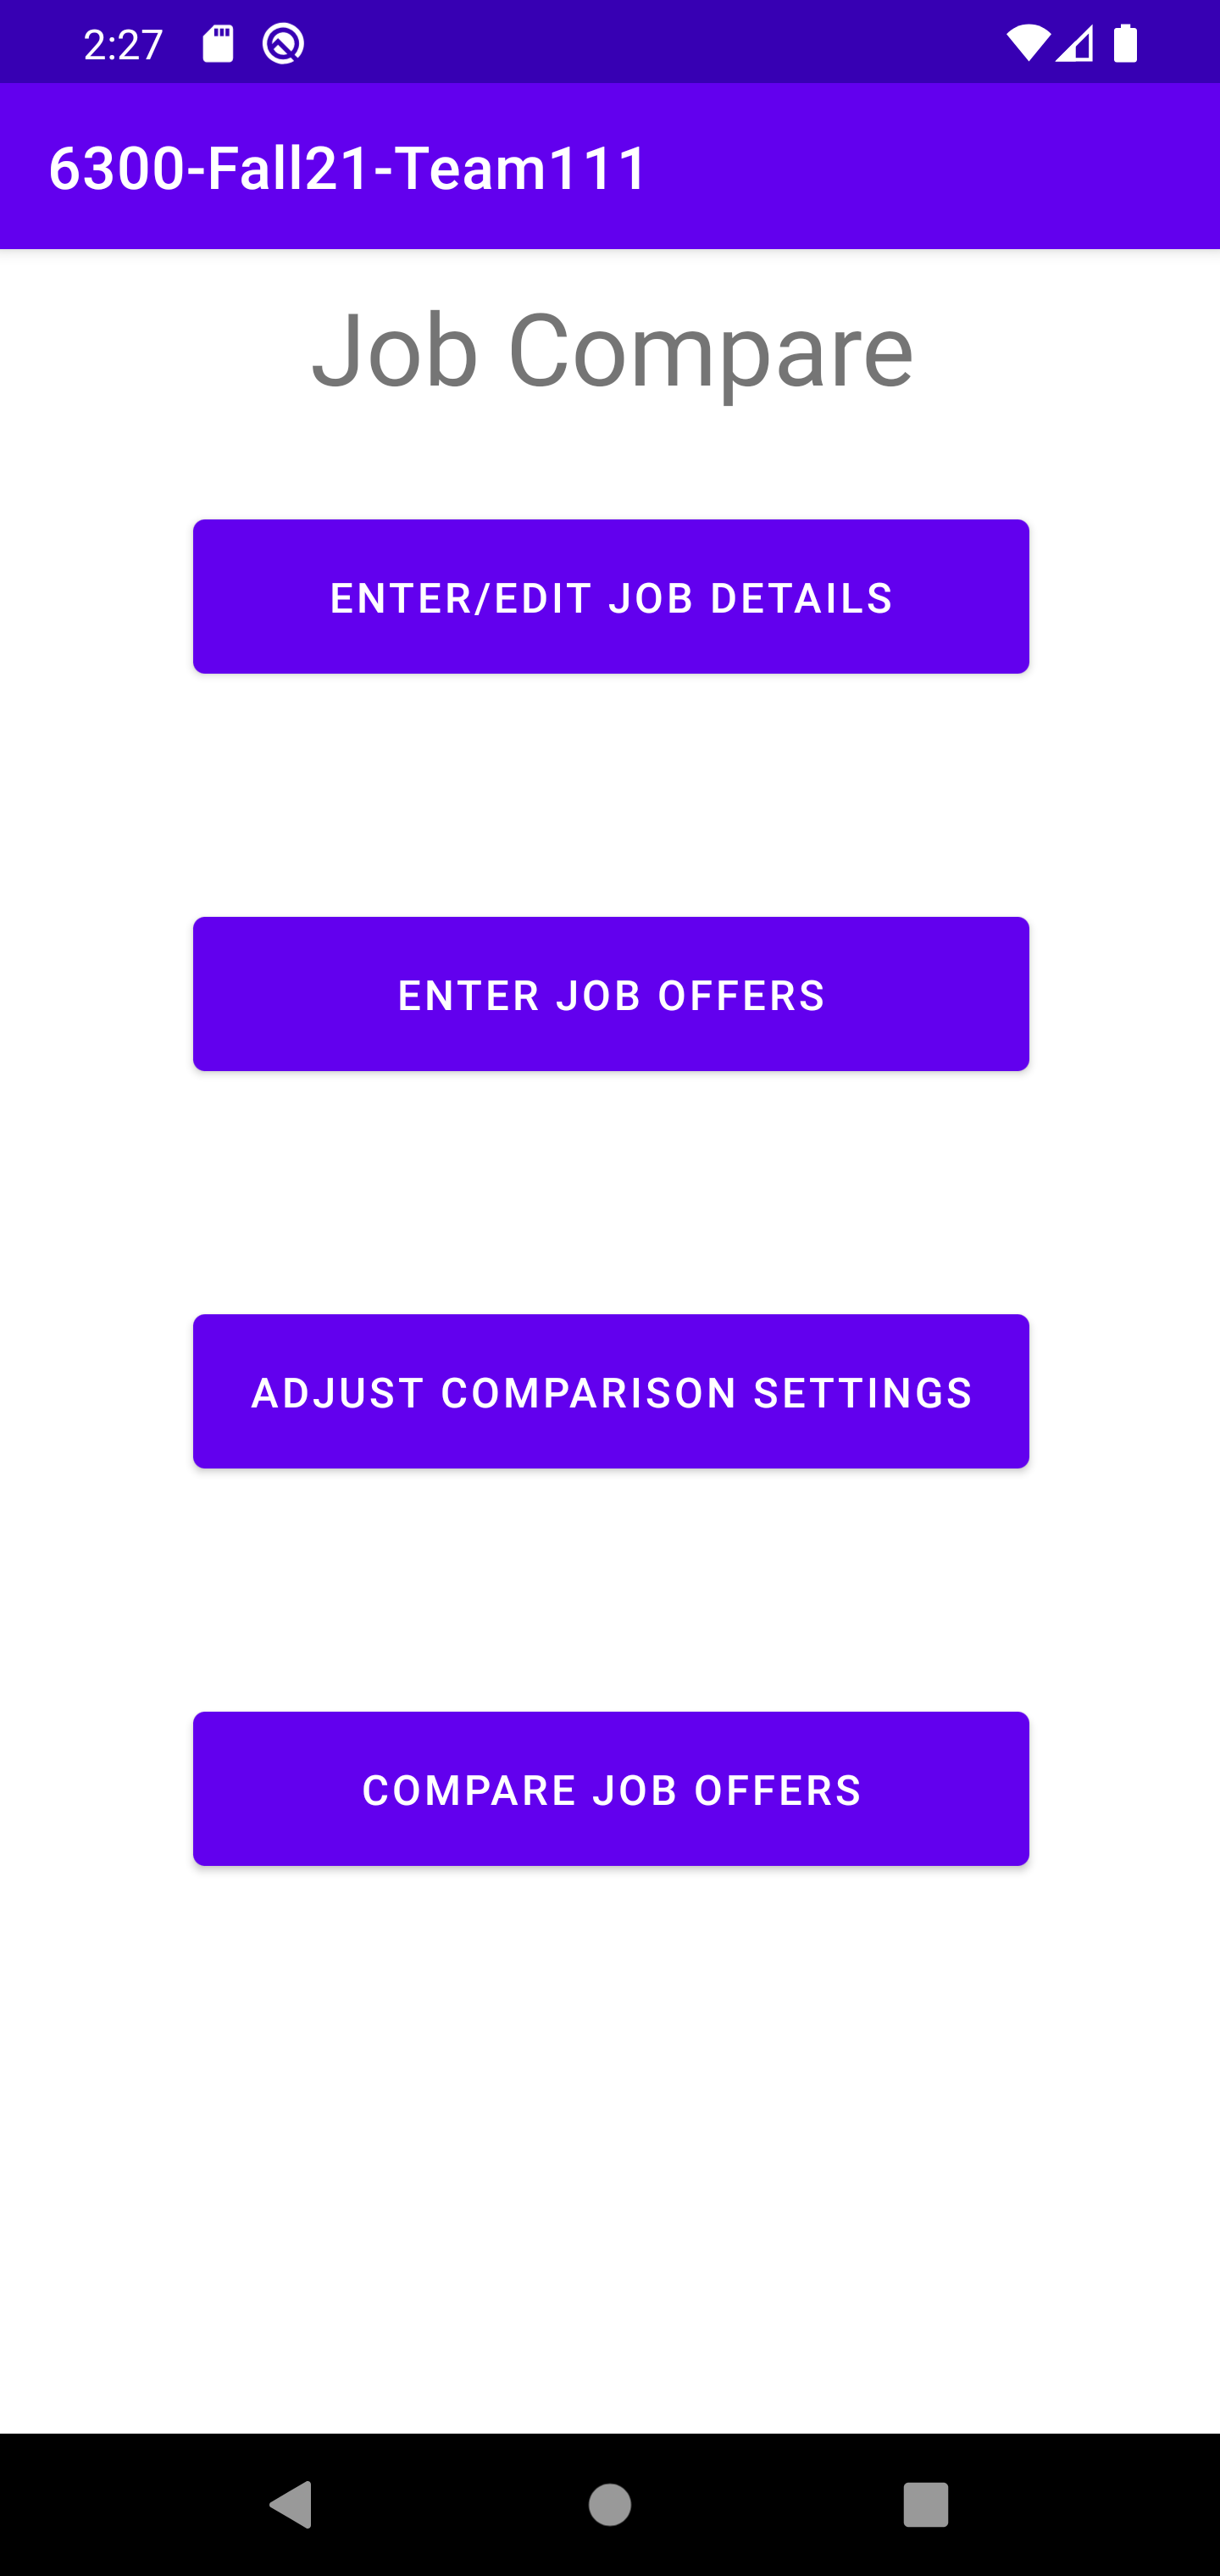 2:27
6300-Fall21-Team111
Job Compare
ENTER/EDIT JOB DETAILS
ENTER JOB OFFERS
ADJUST COMPARISON SETTINGS
COMPARE JOB OFFERS